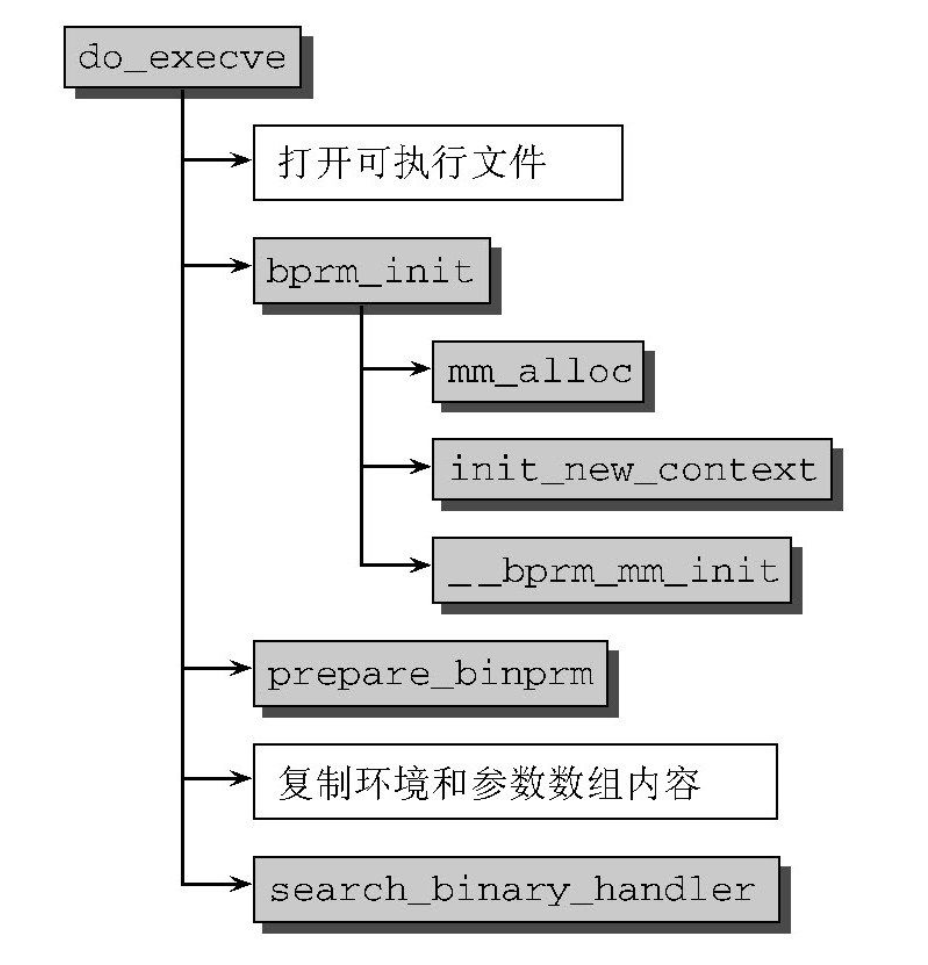 do_execve
打开可执行文件
bprm_init
mm_alloc
init_new_context
__bprm_mm_init
prepare_binprm
复制环境和参数数组内容
search_binary_handler